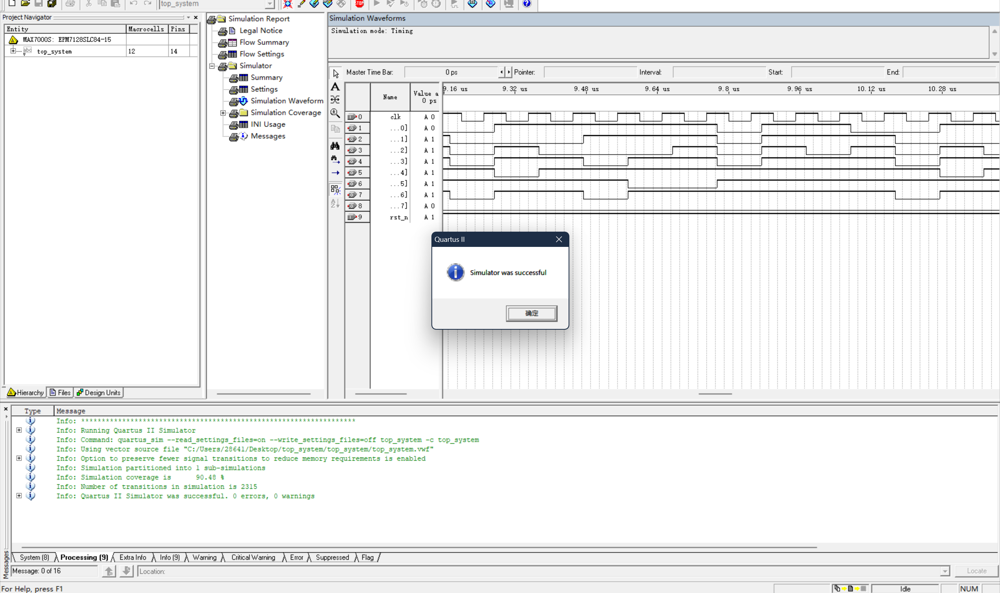 top_system
STOP
Project Navigator
Entity Macrocells Pins
MAX7000S: EPM7128SLC84-15
abd top_system 12 14
Hierarchy Files Design Units
Simulation Report
Legal Notice
Flow Summary
Flow Settings
Simulator
Summary
Settings
Simulation Waveform
Simulation Coverage
INI Usage
Messages
Simulation Waveforms
Simulation mode: Timing
Master Time Bar: 0 ps Pointer: Interval: Start: End:
Name Value a
0 ps
9.16 us 9.32 us 9.48 us 9.64 us 9.8 us 9.96 us 10.12 us 10.28 us
0 clk A 0
1 ...0] A 0
2 ...1] A 1
3 ...2] A 1
4 ...3] A 1
5 ...4] A 1
6 ...5] A 1
7 ...6] A 1
8 ...7] A 0
9 rst_n A 1
Quartus II
Simulator was successful
确定
Type Message
Info: *******************************************************************
Info: Running Quartus II Simulator
Info: Command: quartus_sim --read_settings_files=on --write_settings_files=off top_system -c top_system
Info: Using vector source file "C:/Users/28641/Desktop/top_system/top_system/top_system.vwf"
Info: Option to preserve fewer signal transitions to reduce memory requirements is enabled
Info: Simulation partitioned into 1 sub-simulations
Info: Simulation coverage is 90.48 %
Info: Number of transitions in simulation is 2315
Info: Quartus II Simulator was successful. 0 errors, 0 warnings
System (8) Processing (9) Extra Info Info (9) Warning Critical Warning Error Suppressed Flag
Messages
Message: 0 of 16 Location: Locate
For Help, press F1 Idle NUM